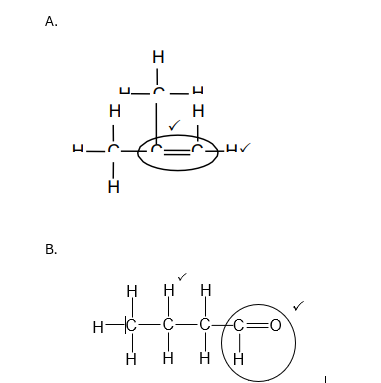 A.
H
H C H
H H
H C C C H
H
B.
H H H
H C C C C O
H H H H